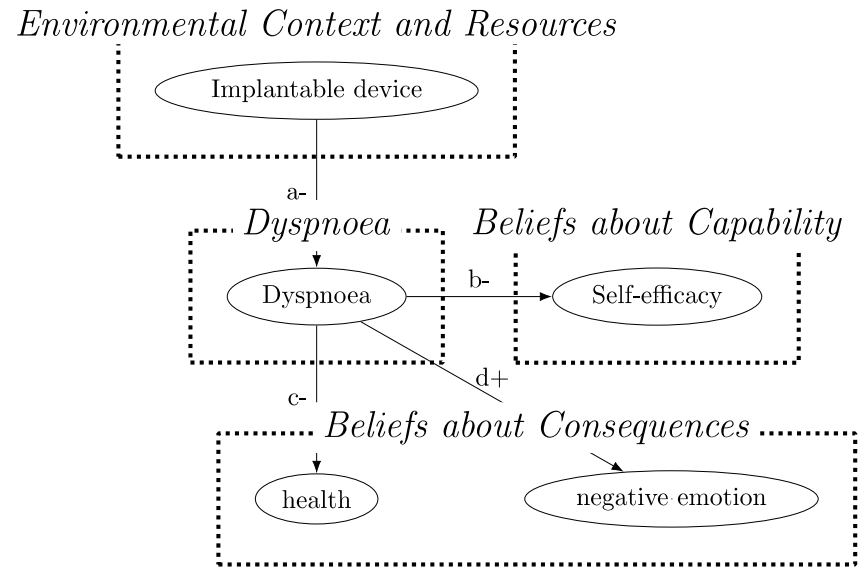 Environmental Context and Resources
Implantable device
a-
Dyspnoea
Beliefs about Capability
Dyspnoea
b-
Self-efficacy
d+
c-
Beliefs about Consequences
health
negative emotion